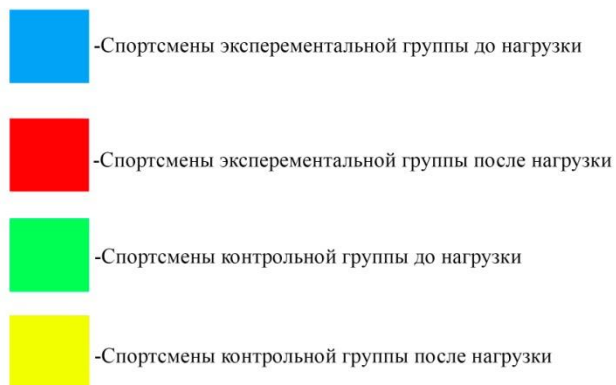 -Спортсмены эксперементальной группы до нагрузки
-Спортсмены эксперементальной группы после нагрузки
-Спортсмены контрольной группы до нагрузки
-Спортсмены контрольной группы после нагрузки